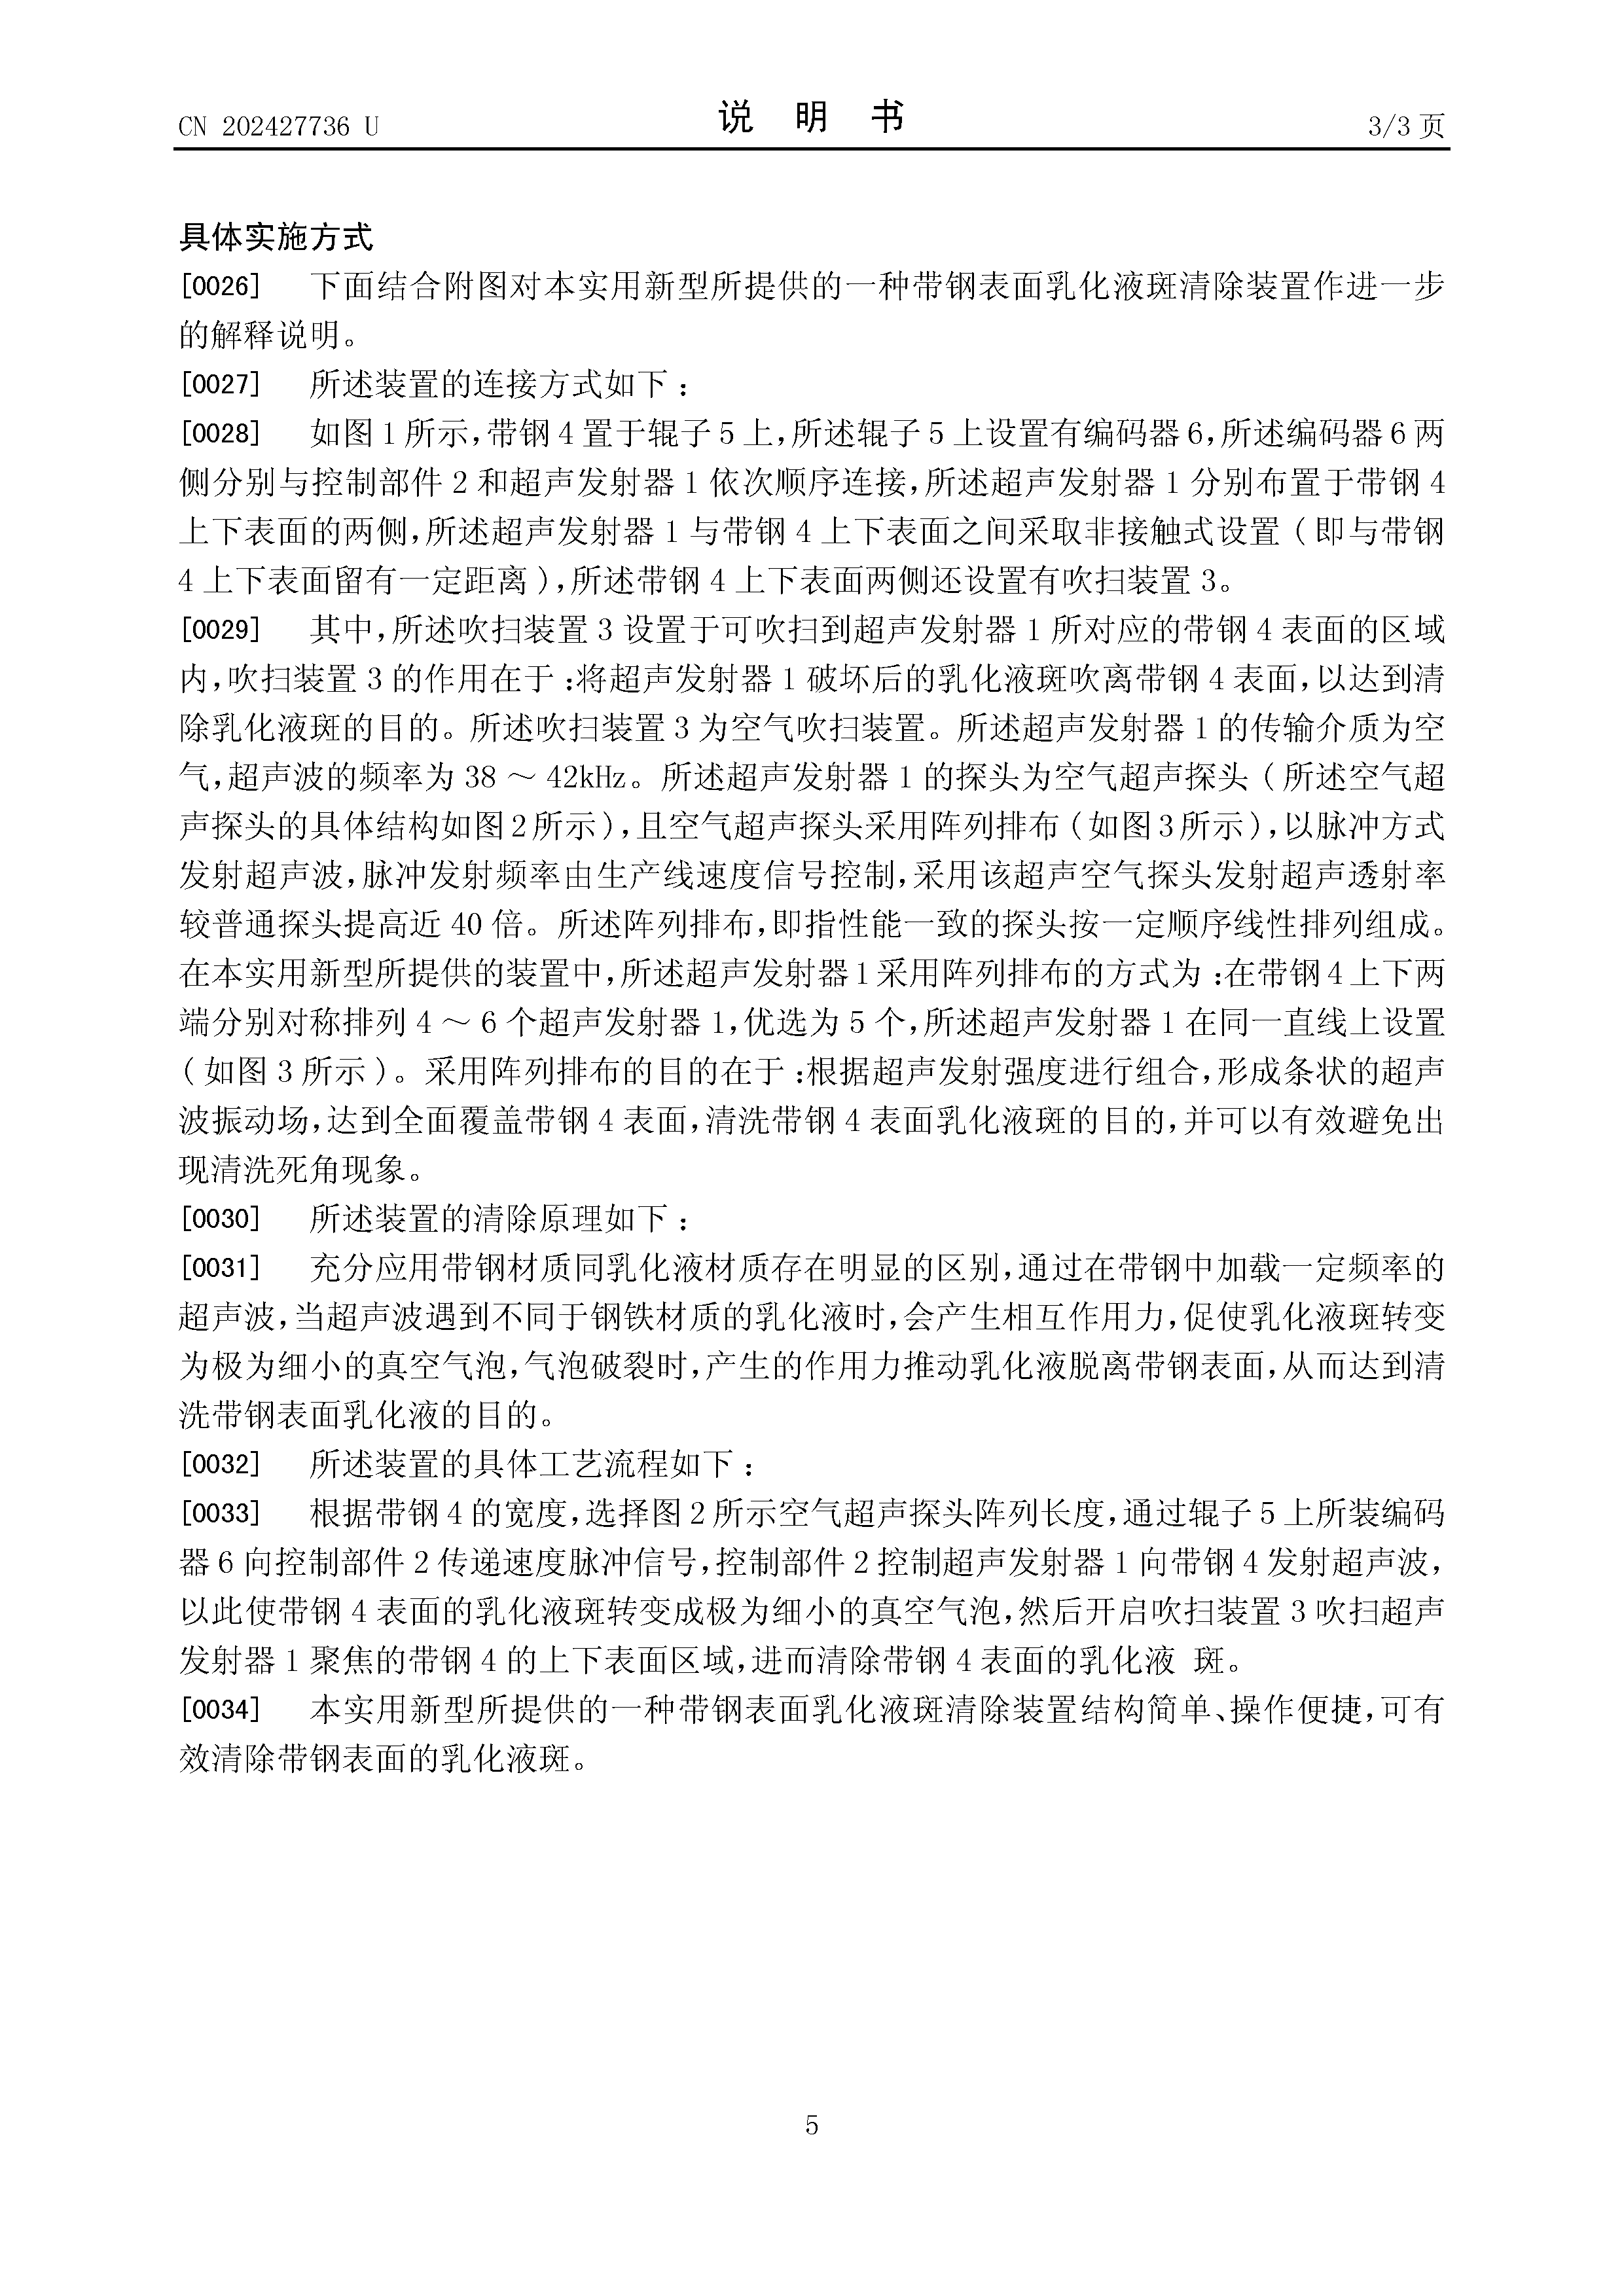 CN 202427736 U
说 明 书
3/3 页
具体实施方式
[0026] 下面结合附图对本实用新型所提供的一种带钢表面乳化液斑清除装置作进一步
的解释说明。
[0027] 所述装置的连接方式如下：
[0028] 如图 1 所示，带钢 4 置于辊子 5 上，所述辊子 5 上设置有编码器 6，所述编码器 6 两
侧分别与控制部件 2 和超声发射器 1 依次顺序连接，所述超声发射器 1 分别布置于带钢 4
上下表面的两侧，所述超声发射器 1 与带钢 4 上下表面之间采取非接触式设置（即与带钢
4 上下表面留有一定距离），所述带钢 4 上下表面两侧还设置有吹扫装置 3。
[0029] 其中，所述吹扫装置 3 设置于可吹扫到超声发射器 1 所对应的带钢 4 表面的区域
内，吹扫装置 3 的作用在于：将超声发射器 1 破坏后的乳化液斑吹离带钢 4 表面，以达到清
除乳化液斑的目的。所述吹扫装置 3 为空气吹扫装置。所述超声发射器 1 的传输介质为空
气，超声波的频率为 38 ～ 42kHz。所述超声发射器 1 的探头为空气超声探头（所述空气超
声探头的具体结构如图 2 所示），且空气超声探头采用阵列排布（如图 3 所示），以脉冲方式
发射超声波，脉冲发射频率由生产线速度信号控制，采用该超声空气探头发射超声透射率
较普通探头提高近 40 倍。所述阵列排布，即指性能一致的探头按一定顺序线性排列组成。
在本实用新型所提供的装置中，所述超声发射器 1 采用阵列排布的方式为：在带钢 4 上下两
端分别对称排列 4 ～ 6 个超声发射器 1，优选为 5 个，所述超声发射器 1 在同一直线上设置
（如图 3 所示）。采用阵列排布的目的在于：根据超声发射强度进行组合，形成条状的超声
波振动场，达到全面覆盖带钢 4 表面，清洗带钢 4 表面乳化液斑的目的，并可以有效避免出
现清洗死角现象。
[0030] 所述装置的清除原理如下：
[0031] 充分应用带钢材质同乳化液材质存在明显的区别，通过在带钢中加载一定频率的
超声波，当超声波遇到不同于钢铁材质的乳化液时，会产生相互作用力，促使乳化液斑转变
为极为细小的真空气泡，气泡破裂时，产生的作用力推动乳化液脱离带钢表面，从而达到清
洗带钢表面乳化液的目的。
[0032] 所述装置的具体工艺流程如下：
[0033] 根据带钢 4 的宽度，选择图 2 所示空气超声探头阵列长度，通过辊子 5 上所装编码
器 6 向控制部件 2 传递速度脉冲信号，控制部件 2 控制超声发射器 1 向带钢 4 发射超声波，
以此使带钢 4 表面的乳化液斑转变成极为细小的真空气泡，然后开启吹扫装置 3 吹扫超声
发射器 1 聚焦的带钢 4 的上下表面区域，进而清除带钢 4 表面的乳化液 斑。
[0034] 本实用新型所提供的一种带钢表面乳化液斑清除装置结构简单、操作便捷，可有
效清除带钢表面的乳化液斑。
5